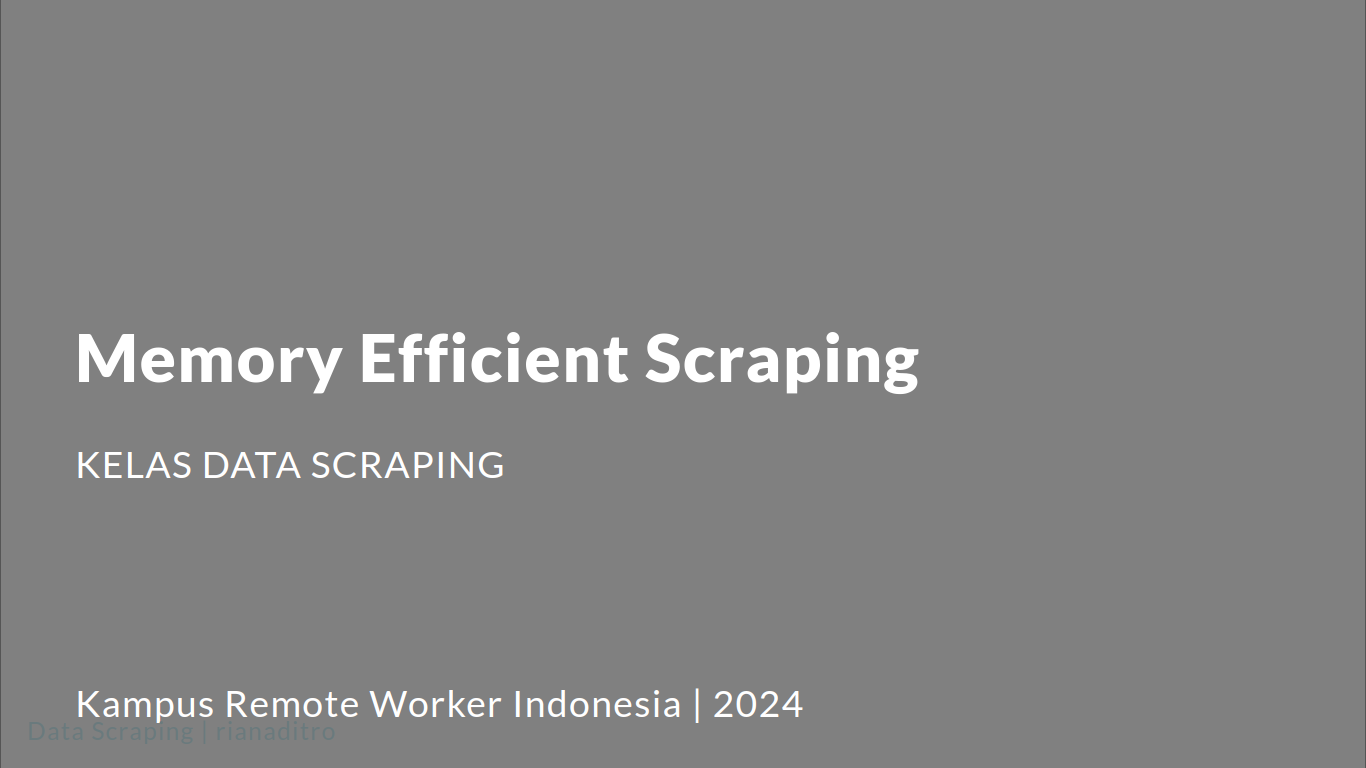 Memory Efficient Scraping
KELAS DATA SCRAPING
Kampus Remote Worker Indonesia | 2024
Data Scraping | rianaditro